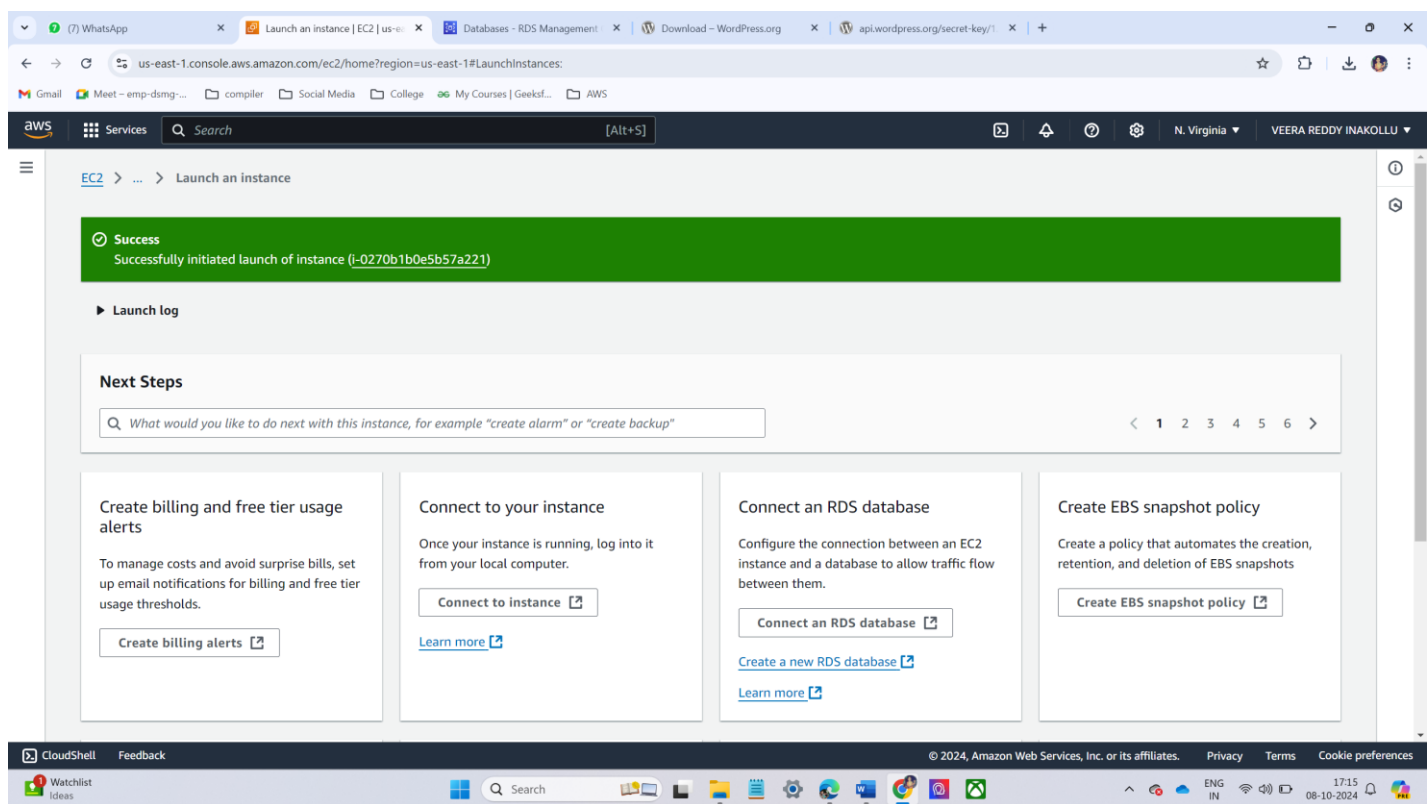 (7) WhatsApp
Launch an instance | EC2 | us-ea
Databases - RDS Management
Download – WordPress.org
api.wordpress.org/secret-key/1
us-east-1.console.aws.amazon.com/ec2/home?region=us-east-1#LaunchInstances:
Gmail
Meet – emp-dsmg-...
compiler
Social Media
College
My Courses | Geeksf...
AWS
aws
Services
Search
[Alt+S]
N. Virginia
VEERA REDDY INAKOLLU
EC2 > ... > Launch an instance
Success
Successfully initiated launch of instance (i-0270b1b0e5b57a221)
Launch log
Next Steps
What would you like to do next with this instance, for example "create alarm" or "create backup"
1 2 3 4 5 6
Create billing and free tier usage
alerts
To manage costs and avoid surprise bills, set
up email notifications for billing and free tier
usage thresholds.
Create billing alerts
Connect to your instance
Once your instance is running, log into it
from your local computer.
Connect to instance
Learn more
Connect an RDS database
Configure the connection between an EC2
instance and a database to allow traffic flow
between them.
Connect an RDS database
Create a new RDS database
Learn more
Create EBS snapshot policy
Create a policy that automates the creation,
retention, and deletion of EBS snapshots
Create EBS snapshot policy
CloudShell
Feedback
© 2024, Amazon Web Services, Inc. or its affiliates.
Privacy
Terms
Cookie preferences
1
Watchlist
Ideas
Search
ENG
IN
17:15
08-10-2024